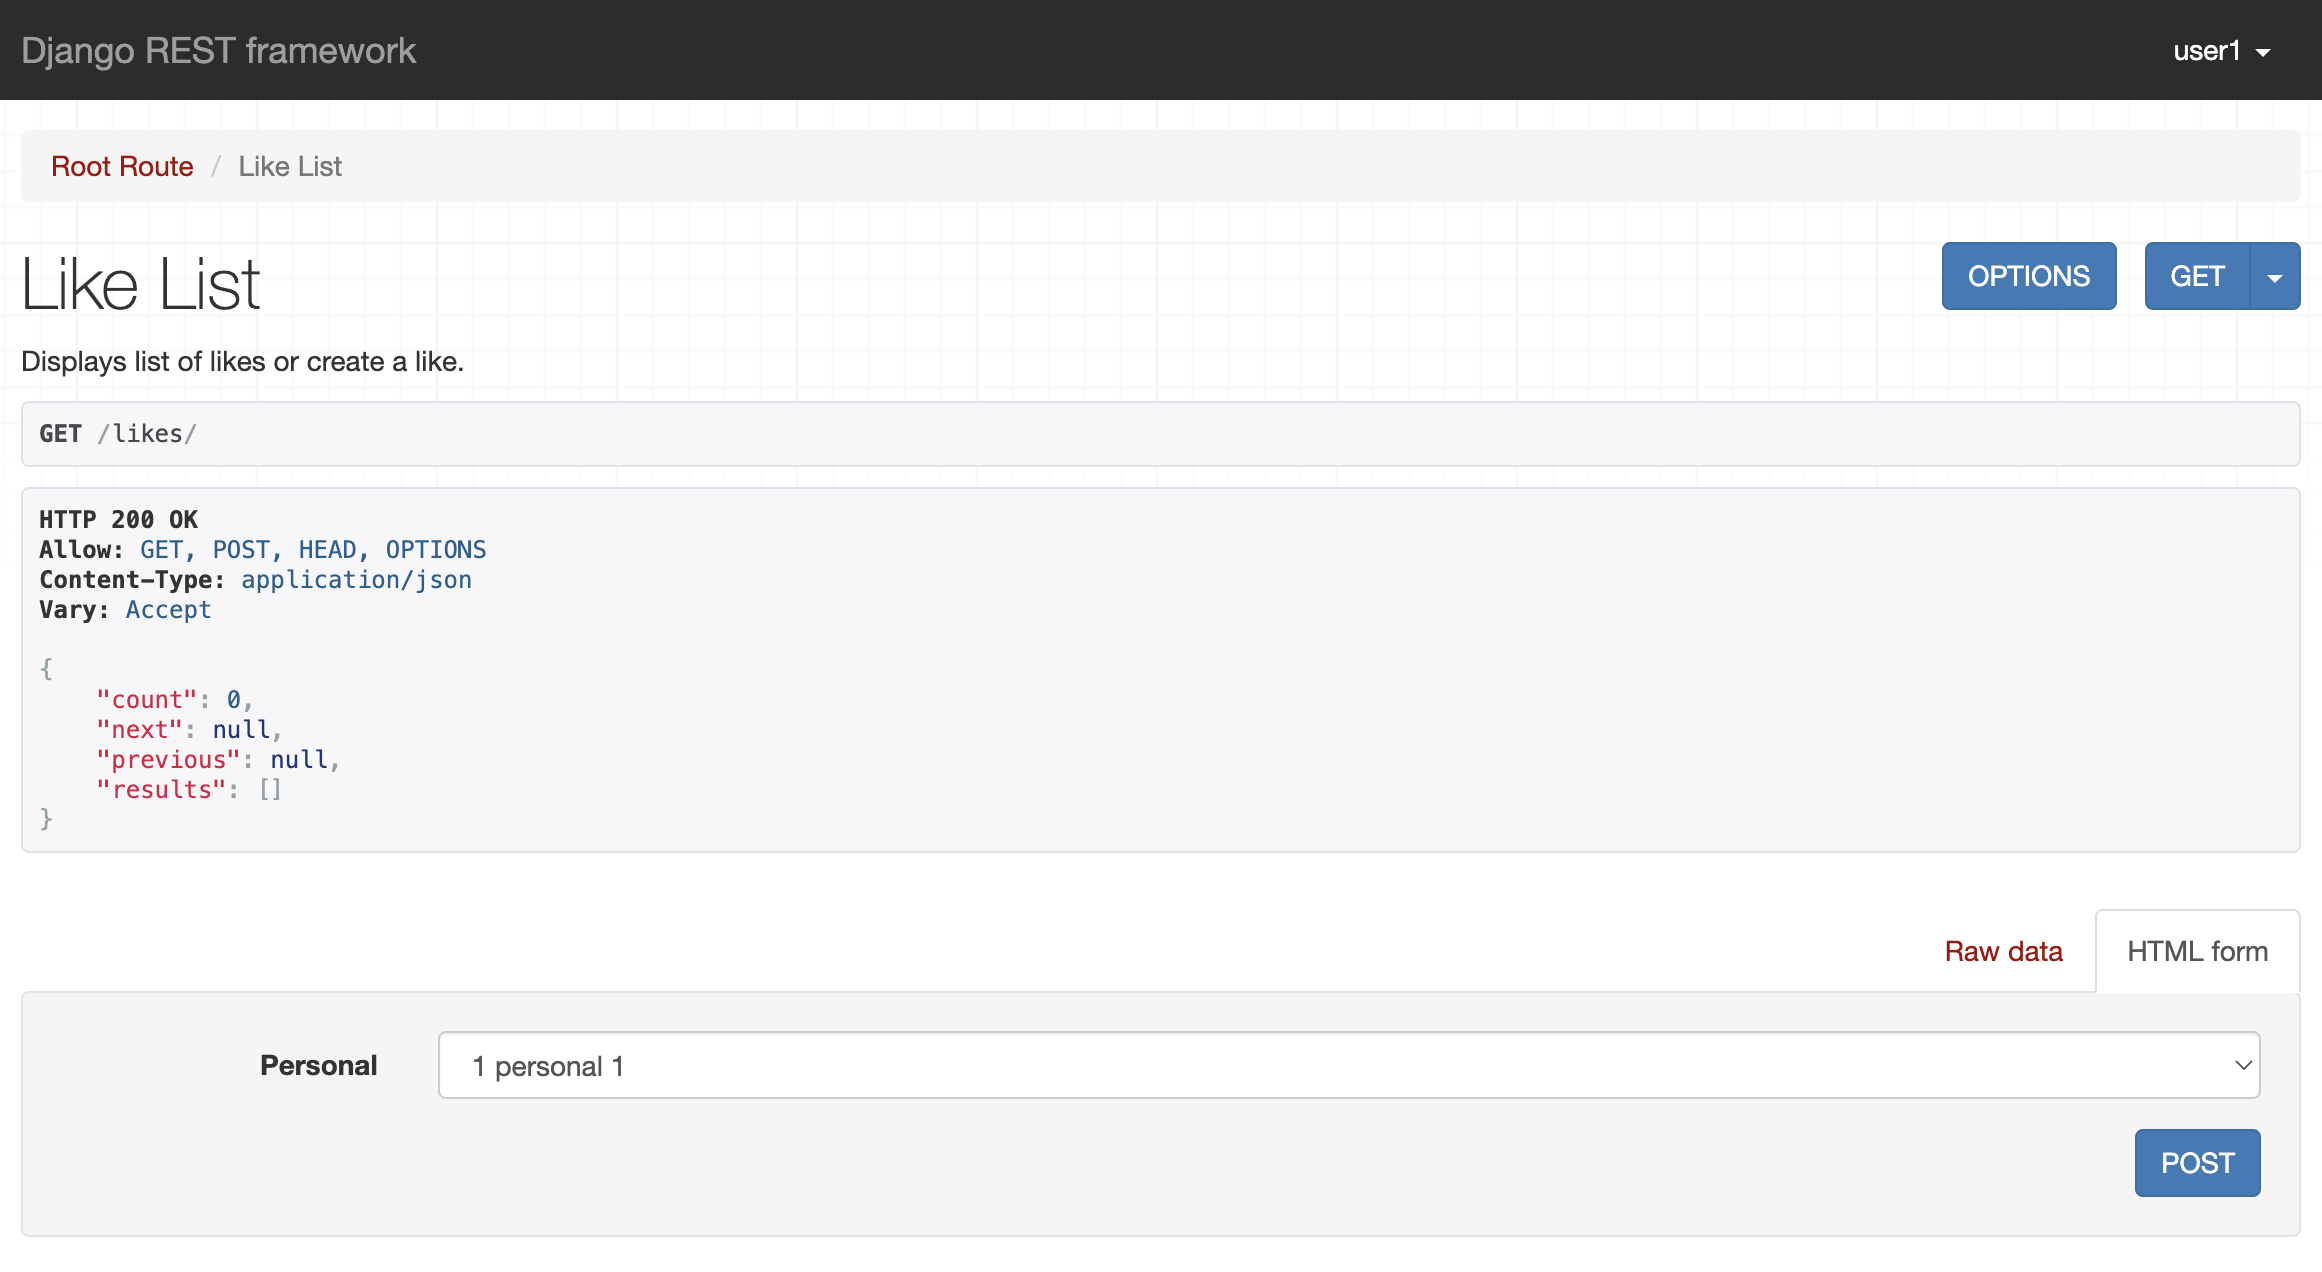 Django REST framework
user1
Root Route / Like List
Like List
OPTIONS
GET
Displays list of likes or create a like.
GET /likes/
HTTP 200 OK
Allow: GET, POST, HEAD, OPTIONS
Content-Type: application/json
Vary: Accept
{
    "count": 0,
    "next": null,
    "previous": null,
    "results": []
}
Raw data
HTML form
Personal
1 personal 1
POST